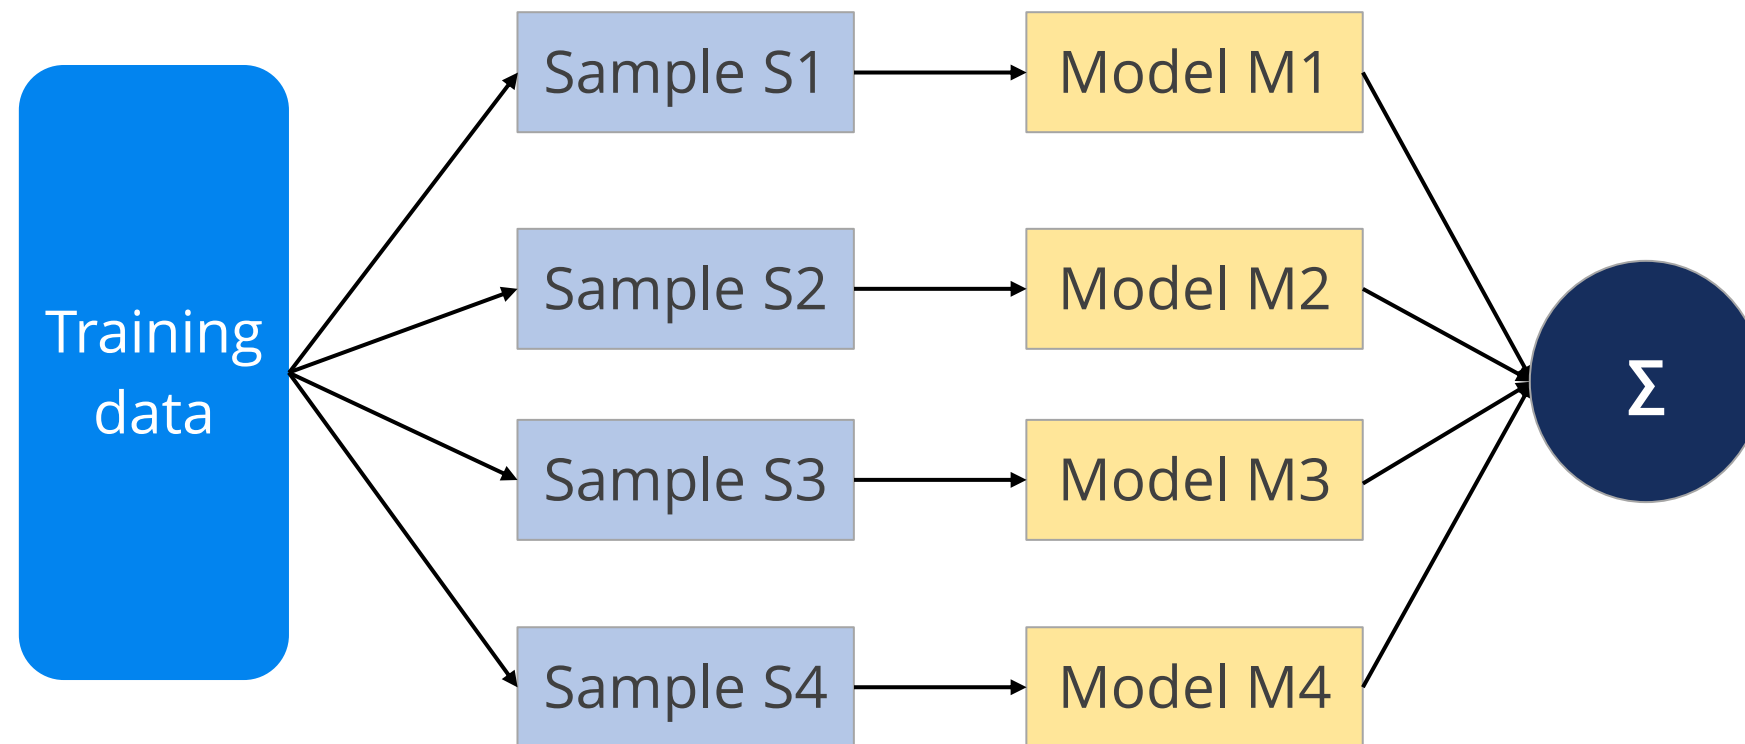 Training
data
Sample S1
Model M1
Sample S2
Model M2
Sample S3
Model M3
Sample S4
Model M4
Σ